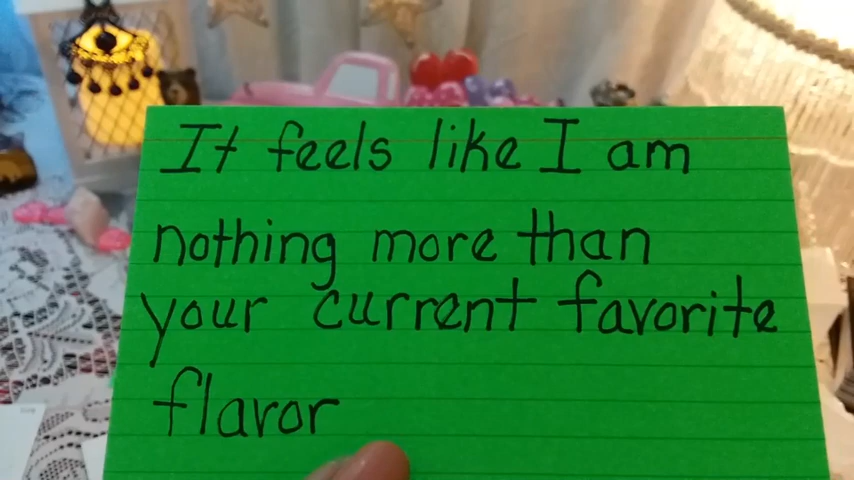 It feels like I am
nothing more than
your current favorite
flavor